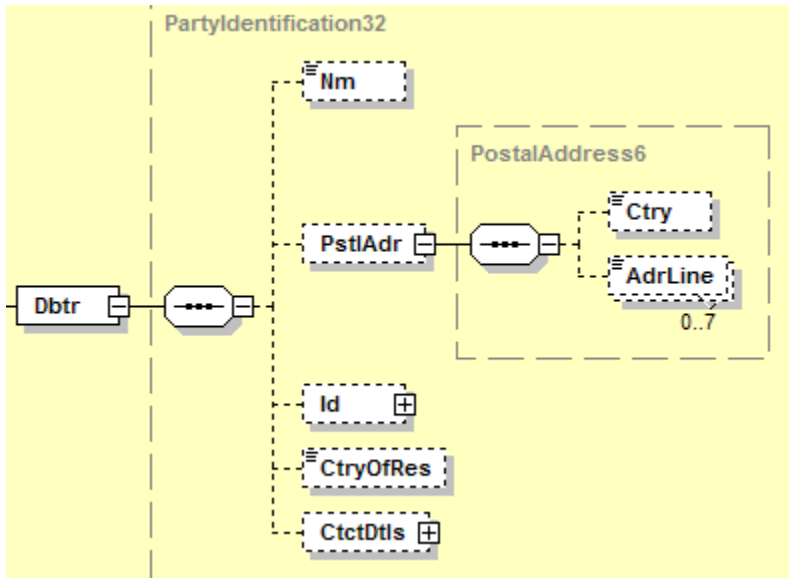 PartyIdentification32
Nm
PostalAddress6
Ctry
PstlAdr
AdrLine
0..7
Dbtr
Id
CtryOfRes
CtctDtls